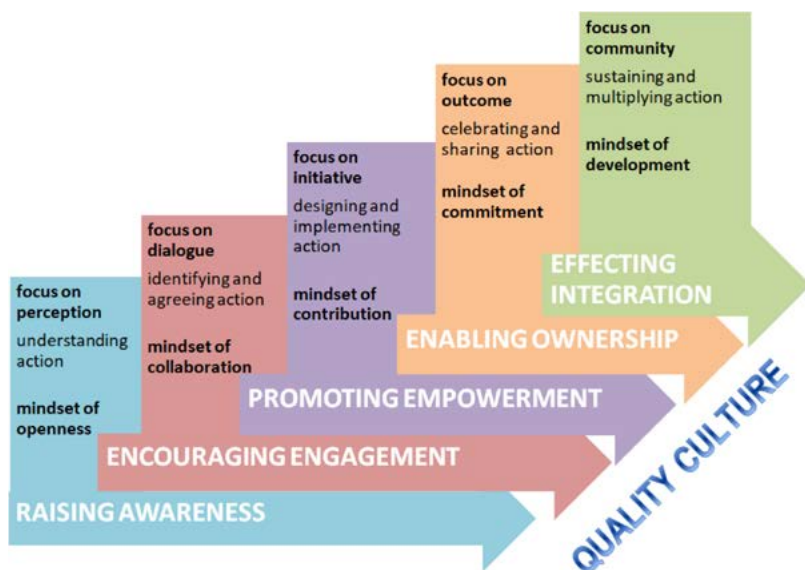 focus on
perception
understanding
action
mindset of
openness
RAISING AWARENESS
focus on
dialogue
identifying and
agreeing action
mindset of
collaboration
ENCOURAGING ENGAGEMENT
focus on
initiative
designing and
implementing
action
mindset of
contribution
PROMOTING EMPOWERMENT
focus on
outcome
celebrating and
sharing action
mindset of
commitment
ENABLING OWNERSHIP
focus on
community
sustaining and
multiplying action
mindset of
development
EFFECTING
INTEGRATION
QUALITY CULTURE